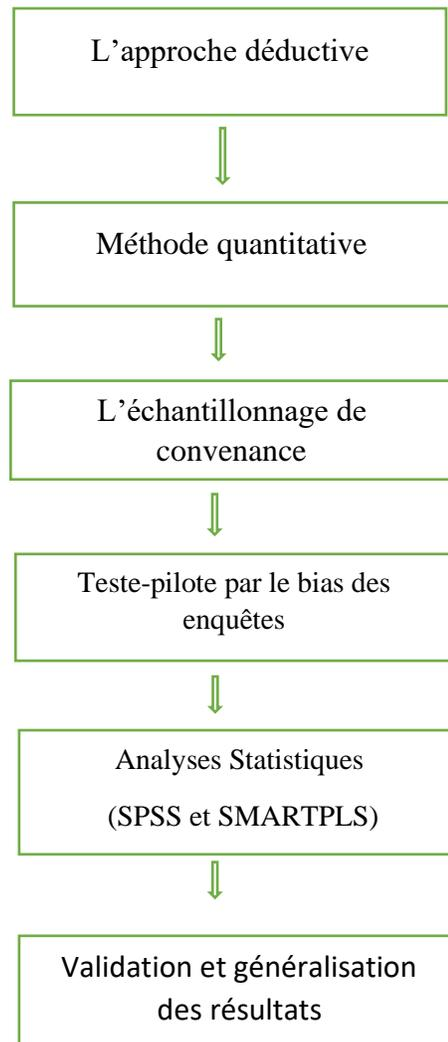 L’approche déductive
Méthode quantitative
L’échantillonnage de
convenance
Teste-pilote par le bias des
enquêtes
Analyses Statistiques
(SPSS et SMARTPLS)
Validation et généralisation
des résultats